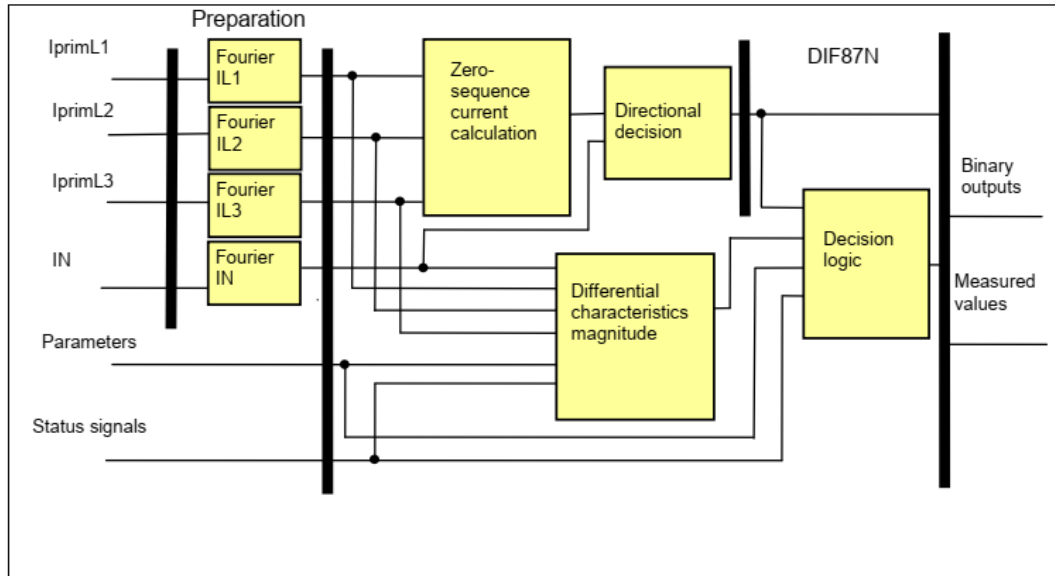 Preparation
IprimL1
Fourier
IL1
IprimL2
Fourier
IL2
IprimL3
Fourier
IL3
IN
Fourier
IN
Parameters
Status signals
Zero-
sequence
current
calculation
Directional
decision
Differential
characteristics
magnitude
DIF87N
Decision
logic
Binary
outputs
Measured
values